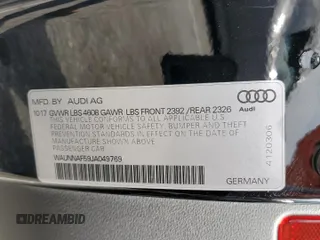 MFD. BY AUDI AG
10.17 GVWR LBS 4608 GAWR LBS FRONT 2392 / REAR 2326
THIS VEHICLE CONFORMS TO ALL APPLICABLE U.S.
FEDERAL MOTOR VEHICLE SAFETY, BUMPER AND THEFT
PREVENTION STANDARDS IN EFFECT ON THE DATE
OF MANUFACTURE SHOWN ABOVE
PASSENGER CAR
WAUNNAF59JA049769
GERMANY
Audi
4120306
DREAMBID